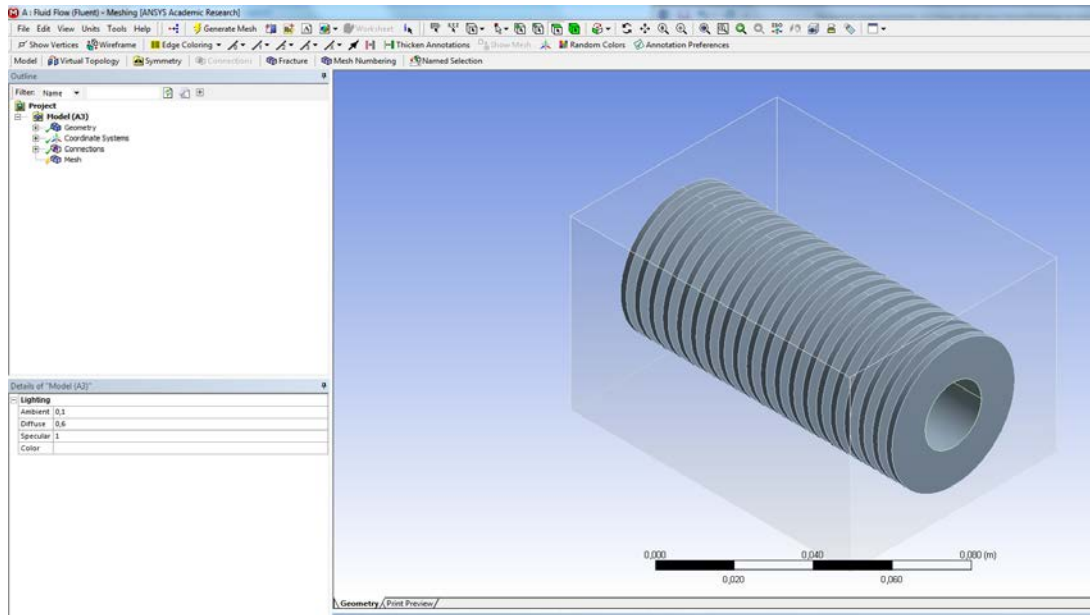 A : Fluid Flow (Fluent) - Meshing [ANSYS Academic Research]
File Edit View Units Tools Help Generate Mesh Worksheet
Show Vertices Wireframe Edge Coloring Thicken Annotations Show Mesh Random Colors Annotation Preferences
Model Virtual Topology Symmetry Connections Fracture Mesh Numbering Named Selection
Outline
Filter: Name
Project
Model (A3)
Geometry
Coordinate Systems
Connections
Mesh
Details of "Model (A3)"
Lighting
Ambient 0,1
Diffuse 0,6
Specular 1
Color
0,000 0,040 0,080 (m)
0,020 0,060
Geometry Print Preview